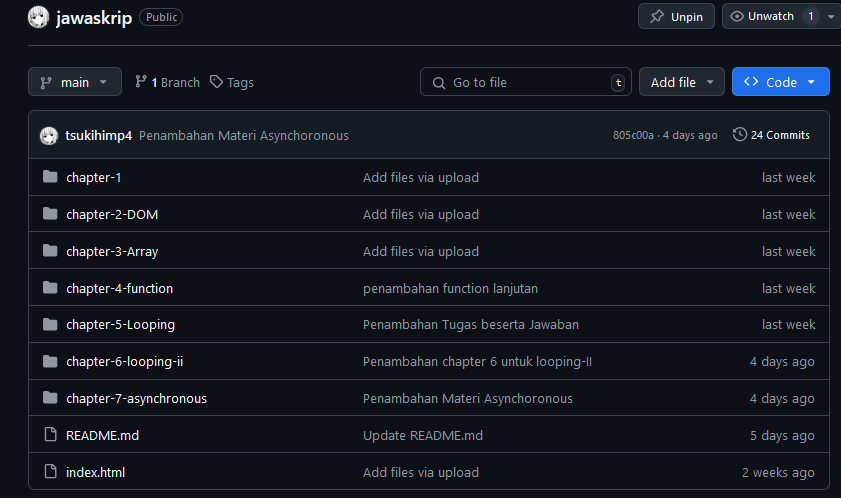 jawaskrip Public Unpin Unwatch 1
main 1 Branch Tags Go to file t Add file Code
tsukihimp4 Penambahan Materi Asynchoronous 805c00a · 4 days ago 24 Commits
chapter-1 Add files via upload last week
chapter-2-DOM Add files via upload last week
chapter-3-Array Add files via upload last week
chapter-4-function penambahan function lanjutan last week
chapter-5-Looping Penambahan Tugas beserta Jawaban last week
chapter-6-looping-ii Penambahan chapter 6 untuk looping-II 4 days ago
chapter-7-asynchronous Penambahan Materi Asynchoronous 4 days ago
README.md Update README.md 5 days ago
index.html Add files via upload 2 weeks ago